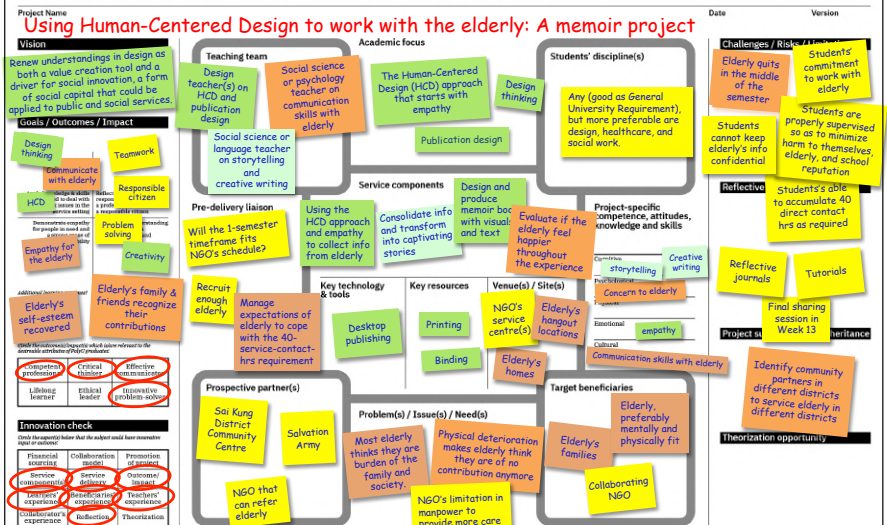 Project Name
Date
Version
Using Human-Centered Design to work with the elderly: A memoir project
Vision
Renew understandings in design as
both a value creation tool and a
driver for social innovation, a form
of social capital that could be
applied to public and social services.
Goals / Outcomes / Impact
Design
thinking
Teamwork
Communicate
with elderly
HCD
Responsible
citizen
Problem
solving
Empathy for
the elderly
Creativity
Elderly's
self-esteem
recovered
Elderly's family &
friends recognize
their
contributions
Competent
professional
Critical
thinker
Effective
communicator
Lifelong
learner
Ethical
leader
Innovative
problem-solver
Innovation check
Circle the aspect(s) below that the subject could have innovative
input or outcomes:
Financial
sourcing
Collaboration
model
Promotion
of project
Service
component(s)
Service
delivery
Outcome/
Impact
Learners'
experience
Beneficiaries'
experience
Teachers'
experience
Collaborator's
experience
Reflection
Theorization
Teaching team
Design
teacher(s) on
HCD and
publication
design
Social science
or psychology
teacher on
communication
skills with
elderly
Social science or
language teacher
on storytelling
and
creative writing
Academic focus
The Human-Centered
Design (HCD) approach
that starts with
empathy
Design
thinking
Publication design
Students' discipline(s)
Any (good as General
University Requirement),
but more preferable are
design, healthcare, and
social work.
Pre-delivery liaison
Will the 1-semester
timeframe fits
NGO's schedule?
Recruit
enough
elderly
Manage
expectations of
elderly to cope
with the 40-
service-contact-
hrs requirement
Service components
Using the
HCD approach
and empathy
to collect info
from elderly
Consolidate info
and transform
into captivating
stories
Design and
produce
memoir
with visuals
and text
Evaluate if the
elderly feel
happier
throughout
the experience
Project-specific
competence, attitudes,
knowledge and skills
storytelling
Creative
writing
Concern to elderly
Emotional
empathy
Cultural
Communication skills with elderly
Key technology
& tools
Desktop
publishing
Key resources
Printing
Binding
Venue(s) / Site(s)
NGO's
service
centre(s)
Elderly's
hangout
locations
Elderly's
homes
Prospective partner(s)
Sai Kung
District
Community
Centre
Salvation
Army
NGO that
can refer
elderly
Problem(s) / Issue(s) / Need(s)
Most elderly
thinks they are
burden of the
family and
society.
Physical deterioration
makes elderly think
they are of no
contribution anymore
NGO's limitation in
manpower to
provide more care
Target beneficiaries
Elderly's
families
Elderly,
preferably
mentally and
physically fit
Collaborating
NGO
Challenges / Risks /
Elderly quits
in the middle
of the
semester
Students'
commitment
to work with
elderly
Students cannot
keep elderly's info
confidential
Students are
properly supervised
so as to minimize
harm to themselves,
elderly, and school
reputation
Reflective
Students's able
to accumulate 40
direct contact
hrs as required
Reflective
journals
Tutorials
Final sharing
session in
Week 13
Identify community
partners in
different districts
to service elderly in
different districts
Theorization opportunity